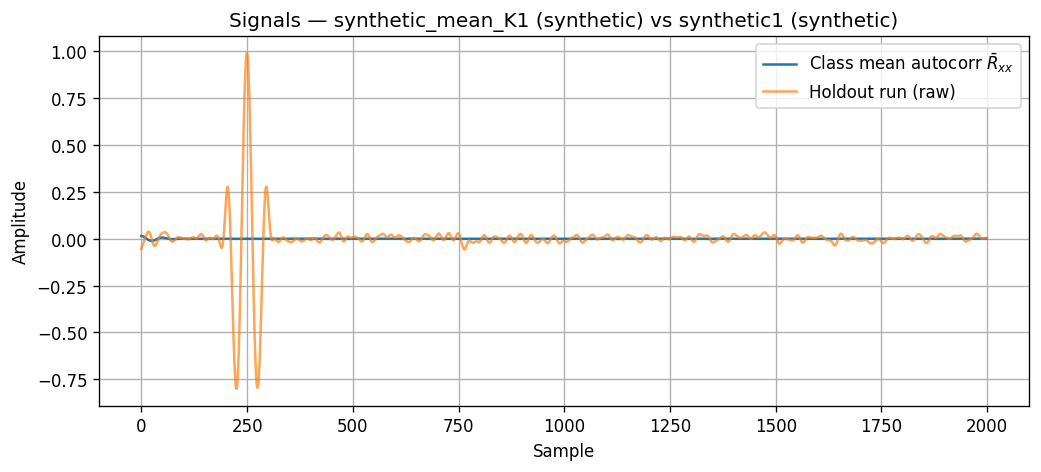 Signals — synthetic_mean_K1 (synthetic) vs synthetic1 (synthetic)
Class mean autocorr R̄xx
Holdout run (raw)
1.00
0.75
0.50
0.25
0.00
−0.25
−0.50
−0.75
Amplitude
0 250 500 750 1000 1250 1500 1750 2000
Sample